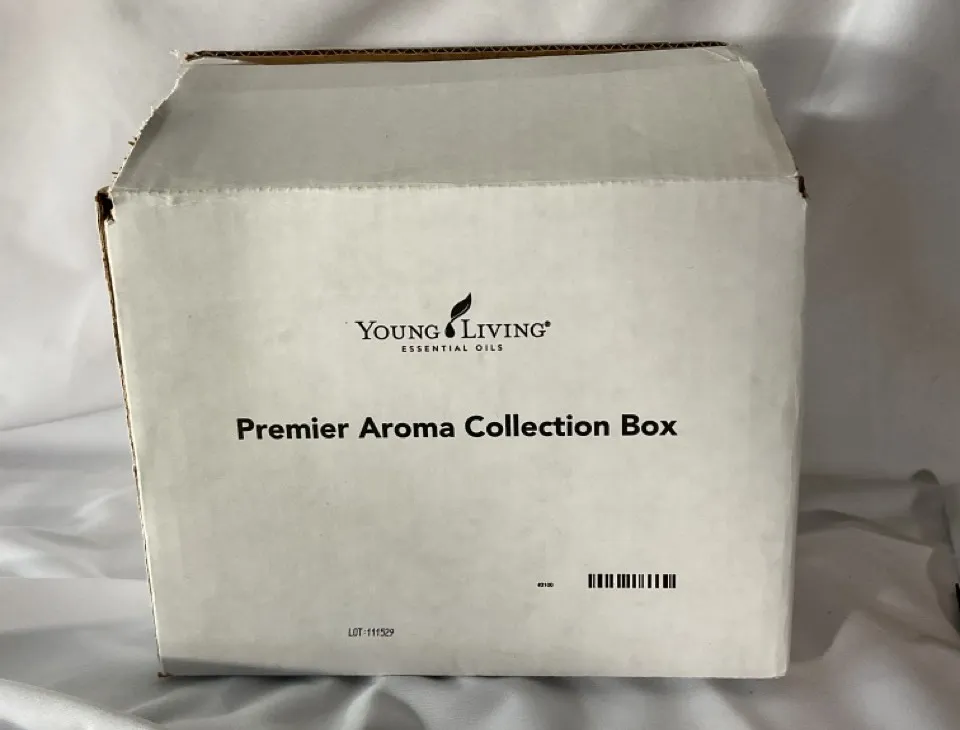 YOUNG LIVING®
ESSENTIAL OILS
Premier Aroma Collection Box
LOT:111529